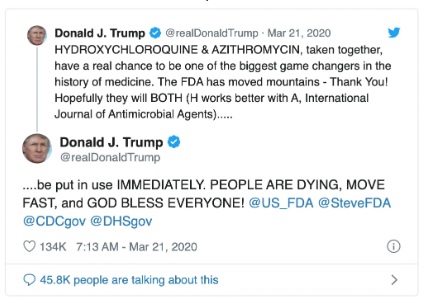 Donald J. Trump @realDonaldTrump · Mar 21, 2020
HYDROXYCHLOROQUINE & AZITHROMYCIN, taken together,
have a real chance to be one of the biggest game changers in the
history of medicine. The FDA has moved mountains - Thank You!
Hopefully they will BOTH (H works better with A, International
Journal of Antimicrobial Agents).....
Donald J. Trump
@realDonaldTrump
....be put in use IMMEDIATELY. PEOPLE ARE DYING, MOVE
FAST, and GOD BLESS EVERYONE! @US_FDA @SteveFDA
@CDCgov @DHSgov
134K 7:13 AM - Mar 21, 2020
45.8K people are talking about this